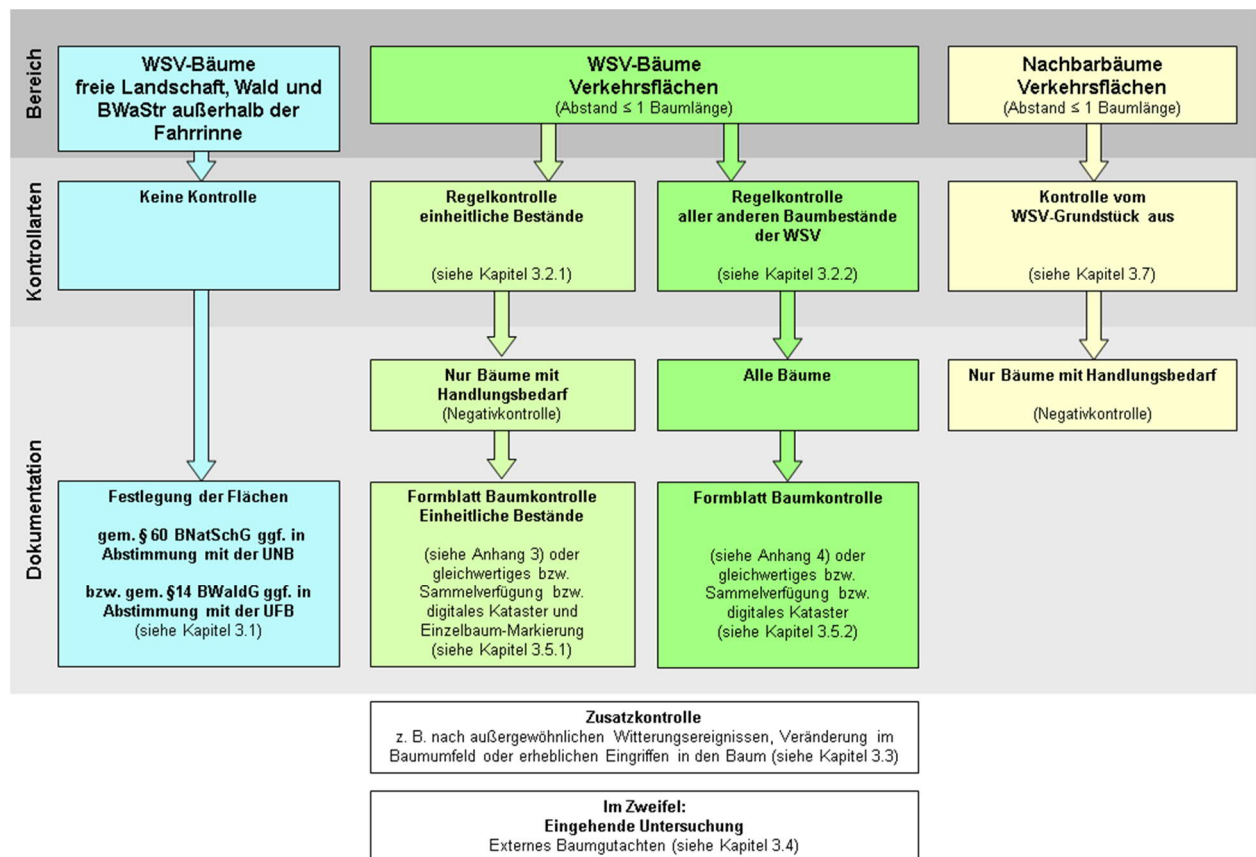 Bereich
WSV-Bäume
freie Landschaft, Wald und
BWaStr außerhalb der
Fahrrinne
WSV-Bäume
Verkehrsflächen
(Abstand ≤ 1 Baumlänge)
Nachbarbäume
Verkehrsflächen
(Abstand ≤ 1 Baumlänge)
Kontrollarten
Keine Kontrolle
Regelkontrolle
einheitliche Bestände
(siehe Kapitel 3.2.1)
Regelkontrolle
aller anderen Baumbestände
der WSV
(siehe Kapitel 3.2.2)
Kontrolle vom
WSV-Grundstück aus
(siehe Kapitel 3.7)
Dokumentation
Nur Bäume mit
Handlungsbedarf
(Negativkontrolle)
Alle Bäume
Nur Bäume mit Handlungsbedarf
(Negativkontrolle)
Festlegung der Flächen
gem. § 60 BNatSchG ggf. in
Abstimmung mit der UNB
bzw. gem. §14 BWaldG ggf. in
Abstimmung mit der UFB
(siehe Kapitel 3.1)
Formblatt Baumkontrolle
Einheitliche Bestände
(siehe Anhang 3) oder
gleichwertiges bzw.
Sammelverfügung bzw.
digitales Kataster und
Einzelbaum-Markierung
(siehe Kapitel 3.5.1)
Formblatt Baumkontrolle
(siehe Anhang 4) oder
gleichwertiges bzw.
Sammelverfügung bzw.
digitales Kataster
(siehe Kapitel 3.5.2)
Zusatzkontrolle
z. B. nach außergewöhnlichen Witterungsereignissen, Veränderung im
Baumumfeld oder erheblichen Eingriffen in den Baum (siehe Kapitel 3.3)
Im Zweifel:
Eingehende Untersuchung
Externes Baumgutachten (siehe Kapitel 3.4)